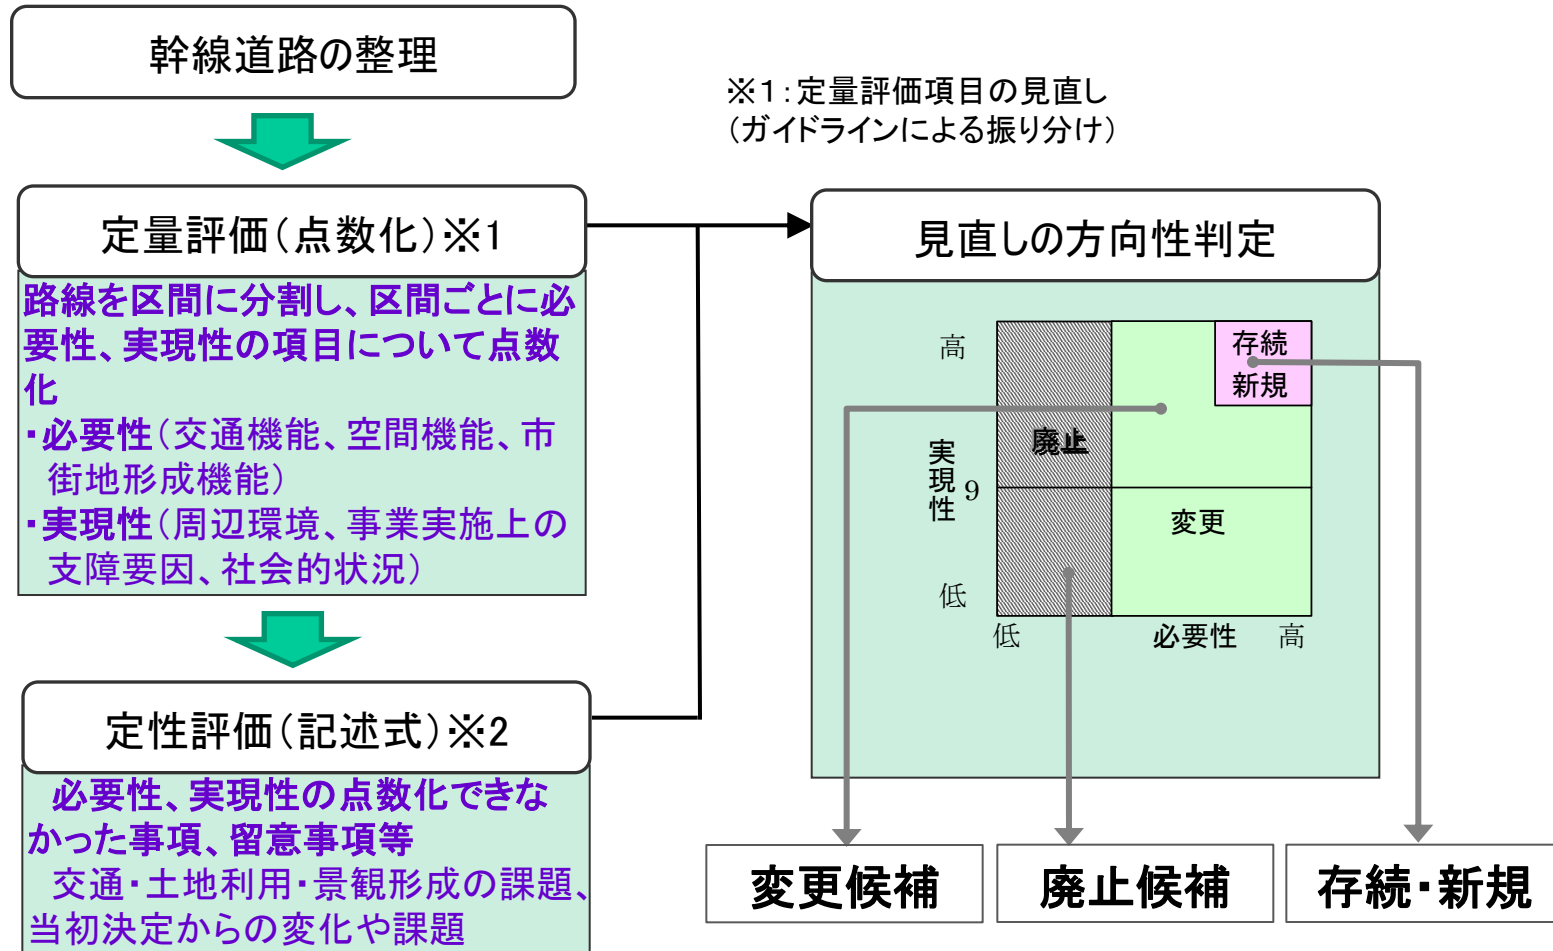 幹線道路の整理
※1:定量評価項目の見直し
(ガイドラインによる振り分け)
定量評価(点数化)※1
路線を区間に分割し、区間ごとに必
要性、実現性の項目について点数
化
・必要性(交通機能、空間機能、市
街地形成機能)
・実現性(周辺環境、事業実施上の
支障要因、社会的状況)
定性評価(記述式)※2
必要性、実現性の点数化できな
かった事項、留意事項等
交通・土地利用・景観形成の課題、
当初決定からの変化や課題
見直しの方向性判定
高
実現性
9
低
存続
新規
廃止
変更
低
必要性
高
変更候補
廃止候補
存続・新規